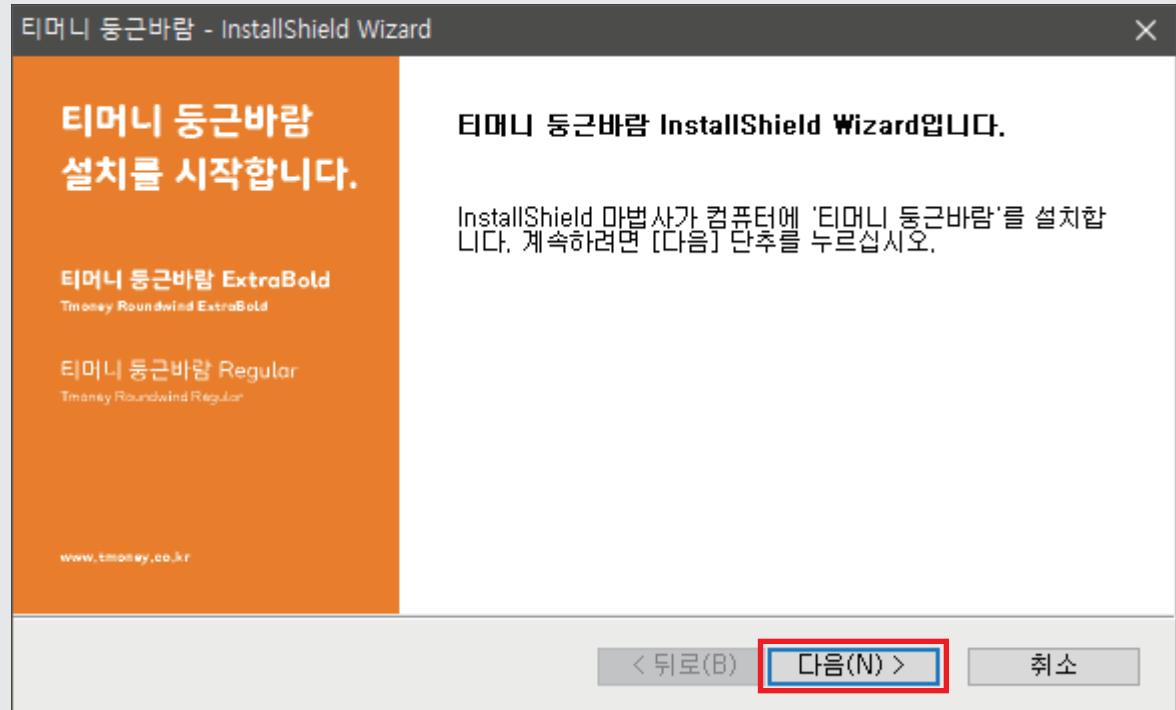 티머니 둥근바람 - InstallShield Wizard
티머니 둥근바람
설치를 시작합니다.
티머니 둥근바람 ExtraBold
Tmoney Roundwind ExtraBold
티머니 둥근바람 Regular
Tmoney Roundwind Regular
www.tmoney.co.kr
티머니 둥근바람 InstallShield Wizard입니다.
InstallShield 마법사가 컴퓨터에 '티머니 둥근바람'를 설치합
니다. 계속하려면 [다음] 단추를 누르십시오.
< 뒤로(B)
다음(N) >
취소